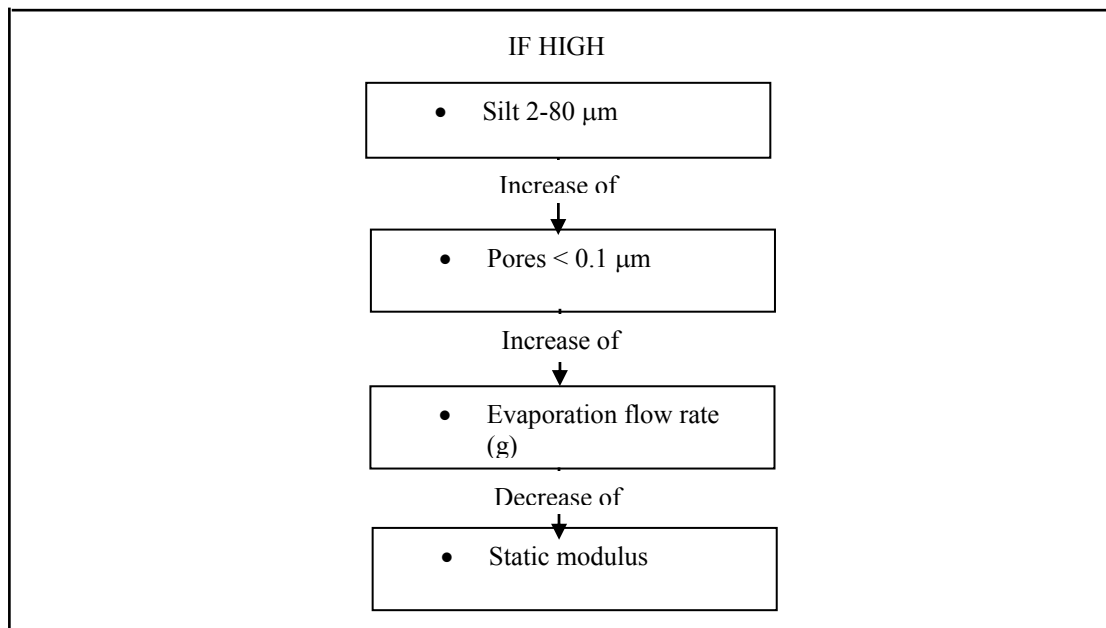 IF HIGH
• Silt 2-80 μm
Increase of
• Pores < 0.1 μm
Increase of
• Evaporation flow rate
(g)
Decrease of
• Static modulus